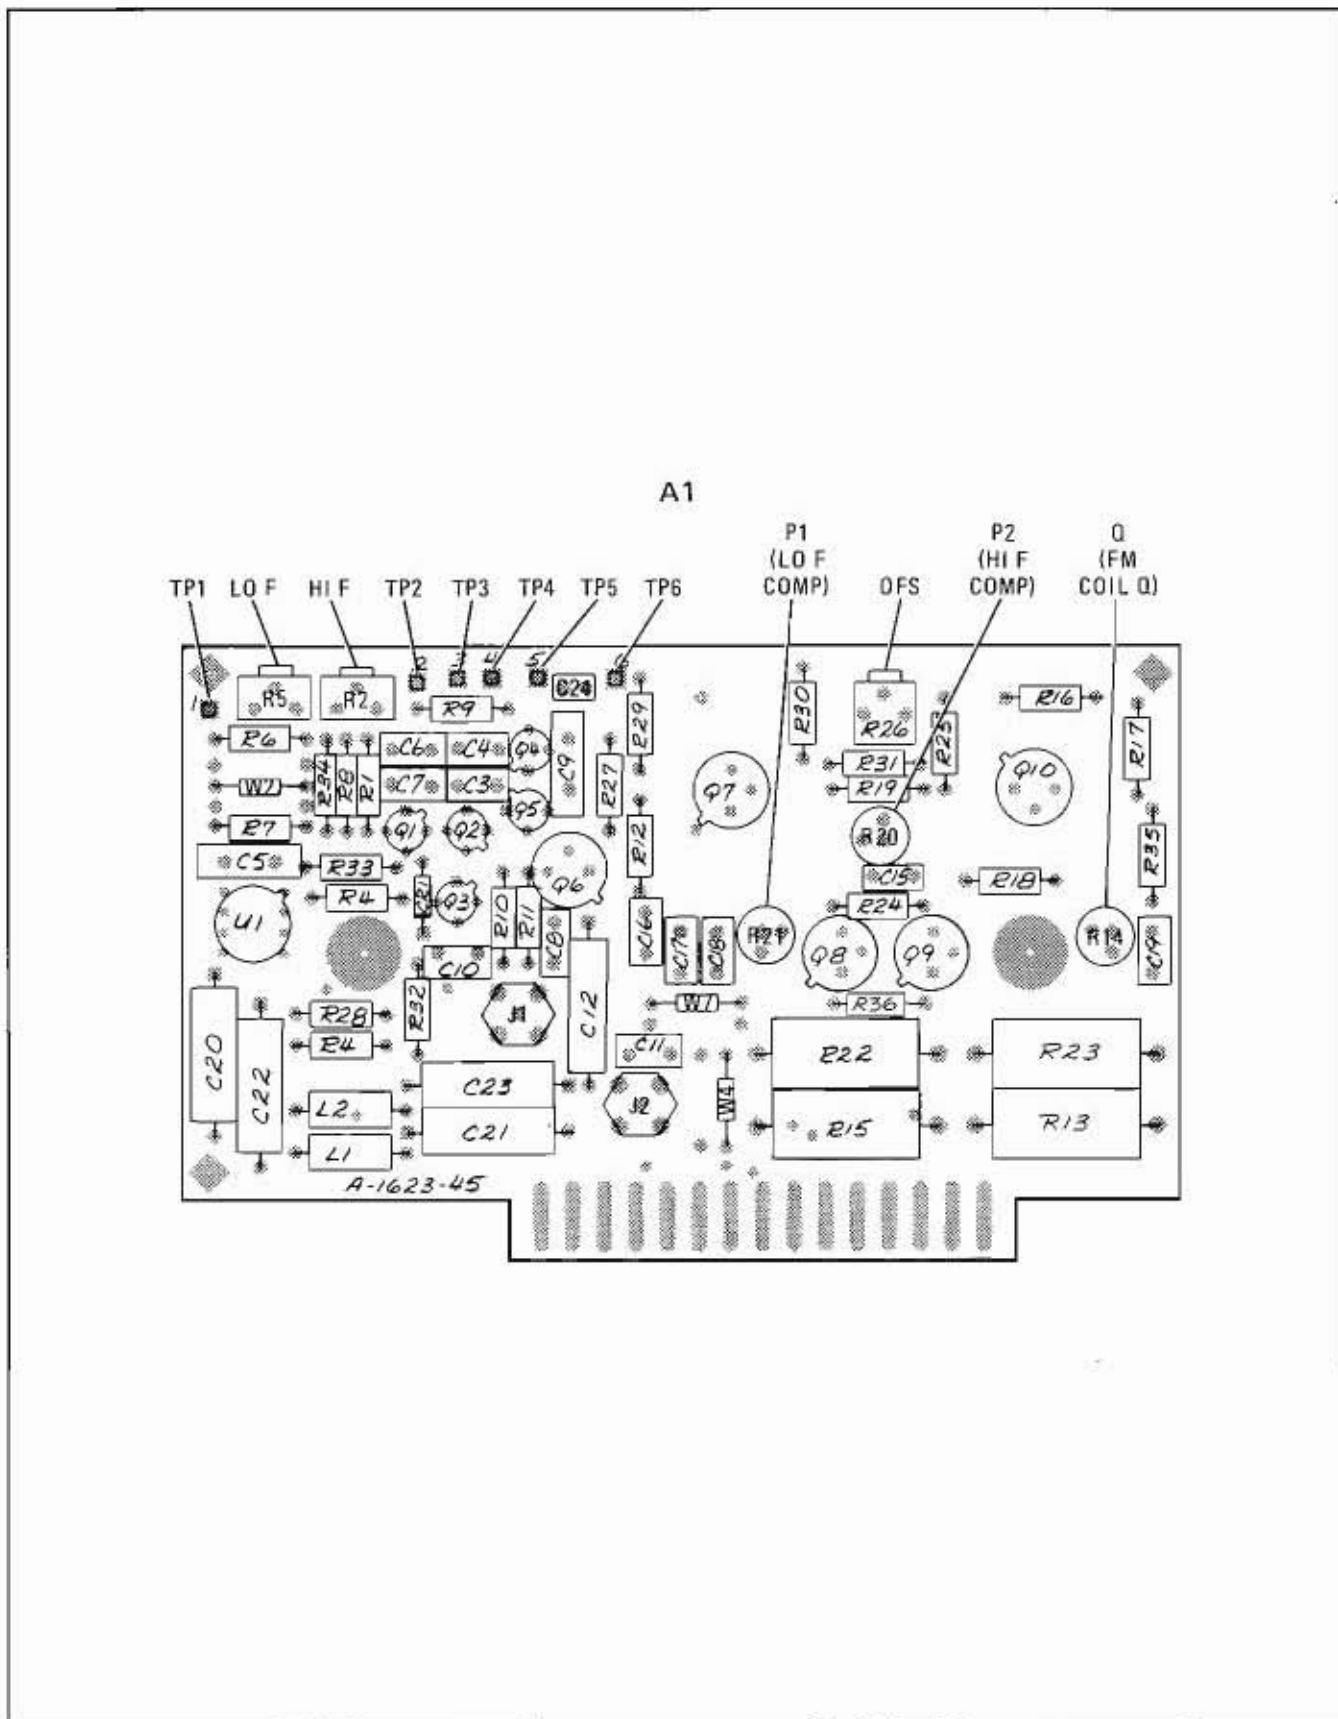 A1
P1
(LO F
COMP)
P2
(HI F
COMP)
Q
(FM
COIL Q)
TP1 LO F HI F TP2 TP3 TP4 TP5 TP6 OFS
2 3 4 5 6
1
R5 R2 R9 C24 R29 R30 R26 R25 R16 R17
R6 C6 C4 Q4 C9 R31 Q10
W2 R34 R8 R1 C7 C3 Q5 R27 Q7 R19
R7 Q1 Q2 R12 R20 R35
C5 R33 Q6 C15 R18
R4 Q3 R10 R11 R24
U1 C10 C8 C16 C17 C18 R21 Q8 Q9 R14 C19
R28 R32 J1 C12 W1 R36
C20 R4 C11 R22 R23
C22 L2 C23 J2 W4 R15 R13
L1 C21
A-1623-45